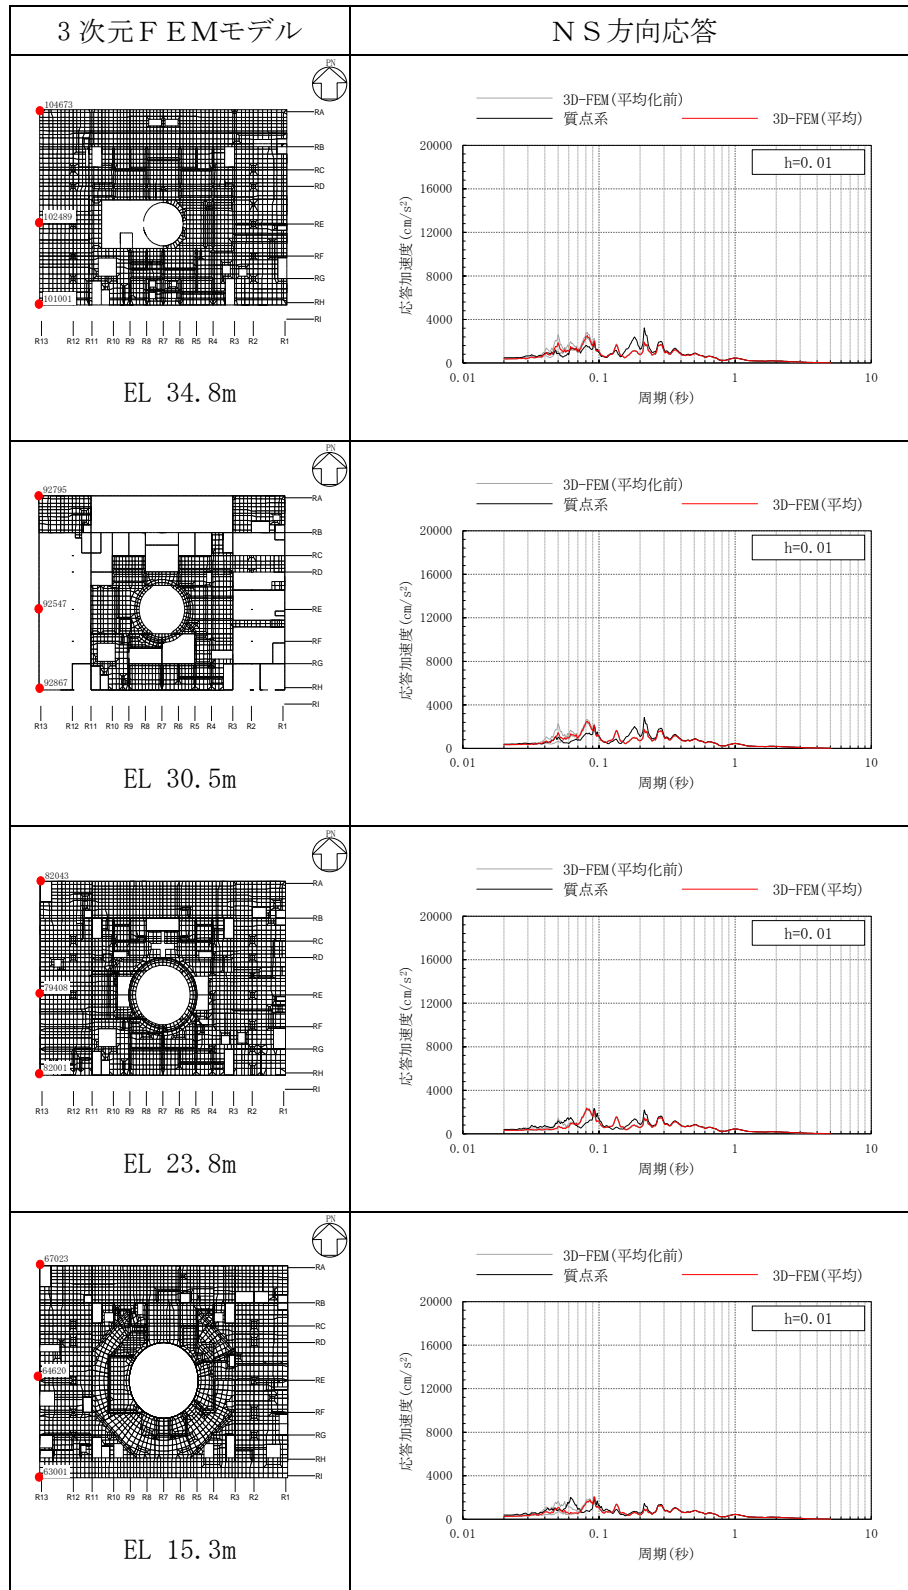 3次元ＦＥＭモデル
ＮＳ方向応答
PN
104673
102489
101001
RA
RB
RC
RD
RE
RF
RG
RH
RI
R13 R12 R11 R10 R9 R8 R7 R6 R5 R4 R3 R2 R1
EL 34.8m
3D-FEM(平均化前)
質点系 3D-FEM(平均)
h=0.01
20000
16000
12000
8000
4000
0
応答加速度(cm/s²)
0.01 0.1 1 10
周期(秒)
PN
92795
92547
92867
RA
RB
RC
RD
RE
RF
RG
RH
RI
R13 R12 R11 R10 R9 R8 R7 R6 R5 R4 R3 R2 R1
EL 30.5m
3D-FEM(平均化前)
質点系 3D-FEM(平均)
h=0.01
20000
16000
12000
8000
4000
0
応答加速度(cm/s²)
0.01 0.1 1 10
周期(秒)
PN
82043
79408
82001
RA
RB
RC
RD
RE
RF
RG
RH
RI
R13 R12 R11 R10 R9 R8 R7 R6 R5 R4 R3 R2 R1
EL 23.8m
3D-FEM(平均化前)
質点系 3D-FEM(平均)
h=0.01
20000
16000
12000
8000
4000
0
応答加速度(cm/s²)
0.01 0.1 1 10
周期(秒)
PN
67023
64620
63001
RA
RB
RC
RD
RE
RF
RG
RH
RI
R13 R12 R11 R10 R9 R8 R7 R6 R5 R4 R3 R2 R1
EL 15.3m
3D-FEM(平均化前)
質点系 3D-FEM(平均)
h=0.01
20000
16000
12000
8000
4000
0
応答加速度(cm/s²)
0.01 0.1 1 10
周期(秒)